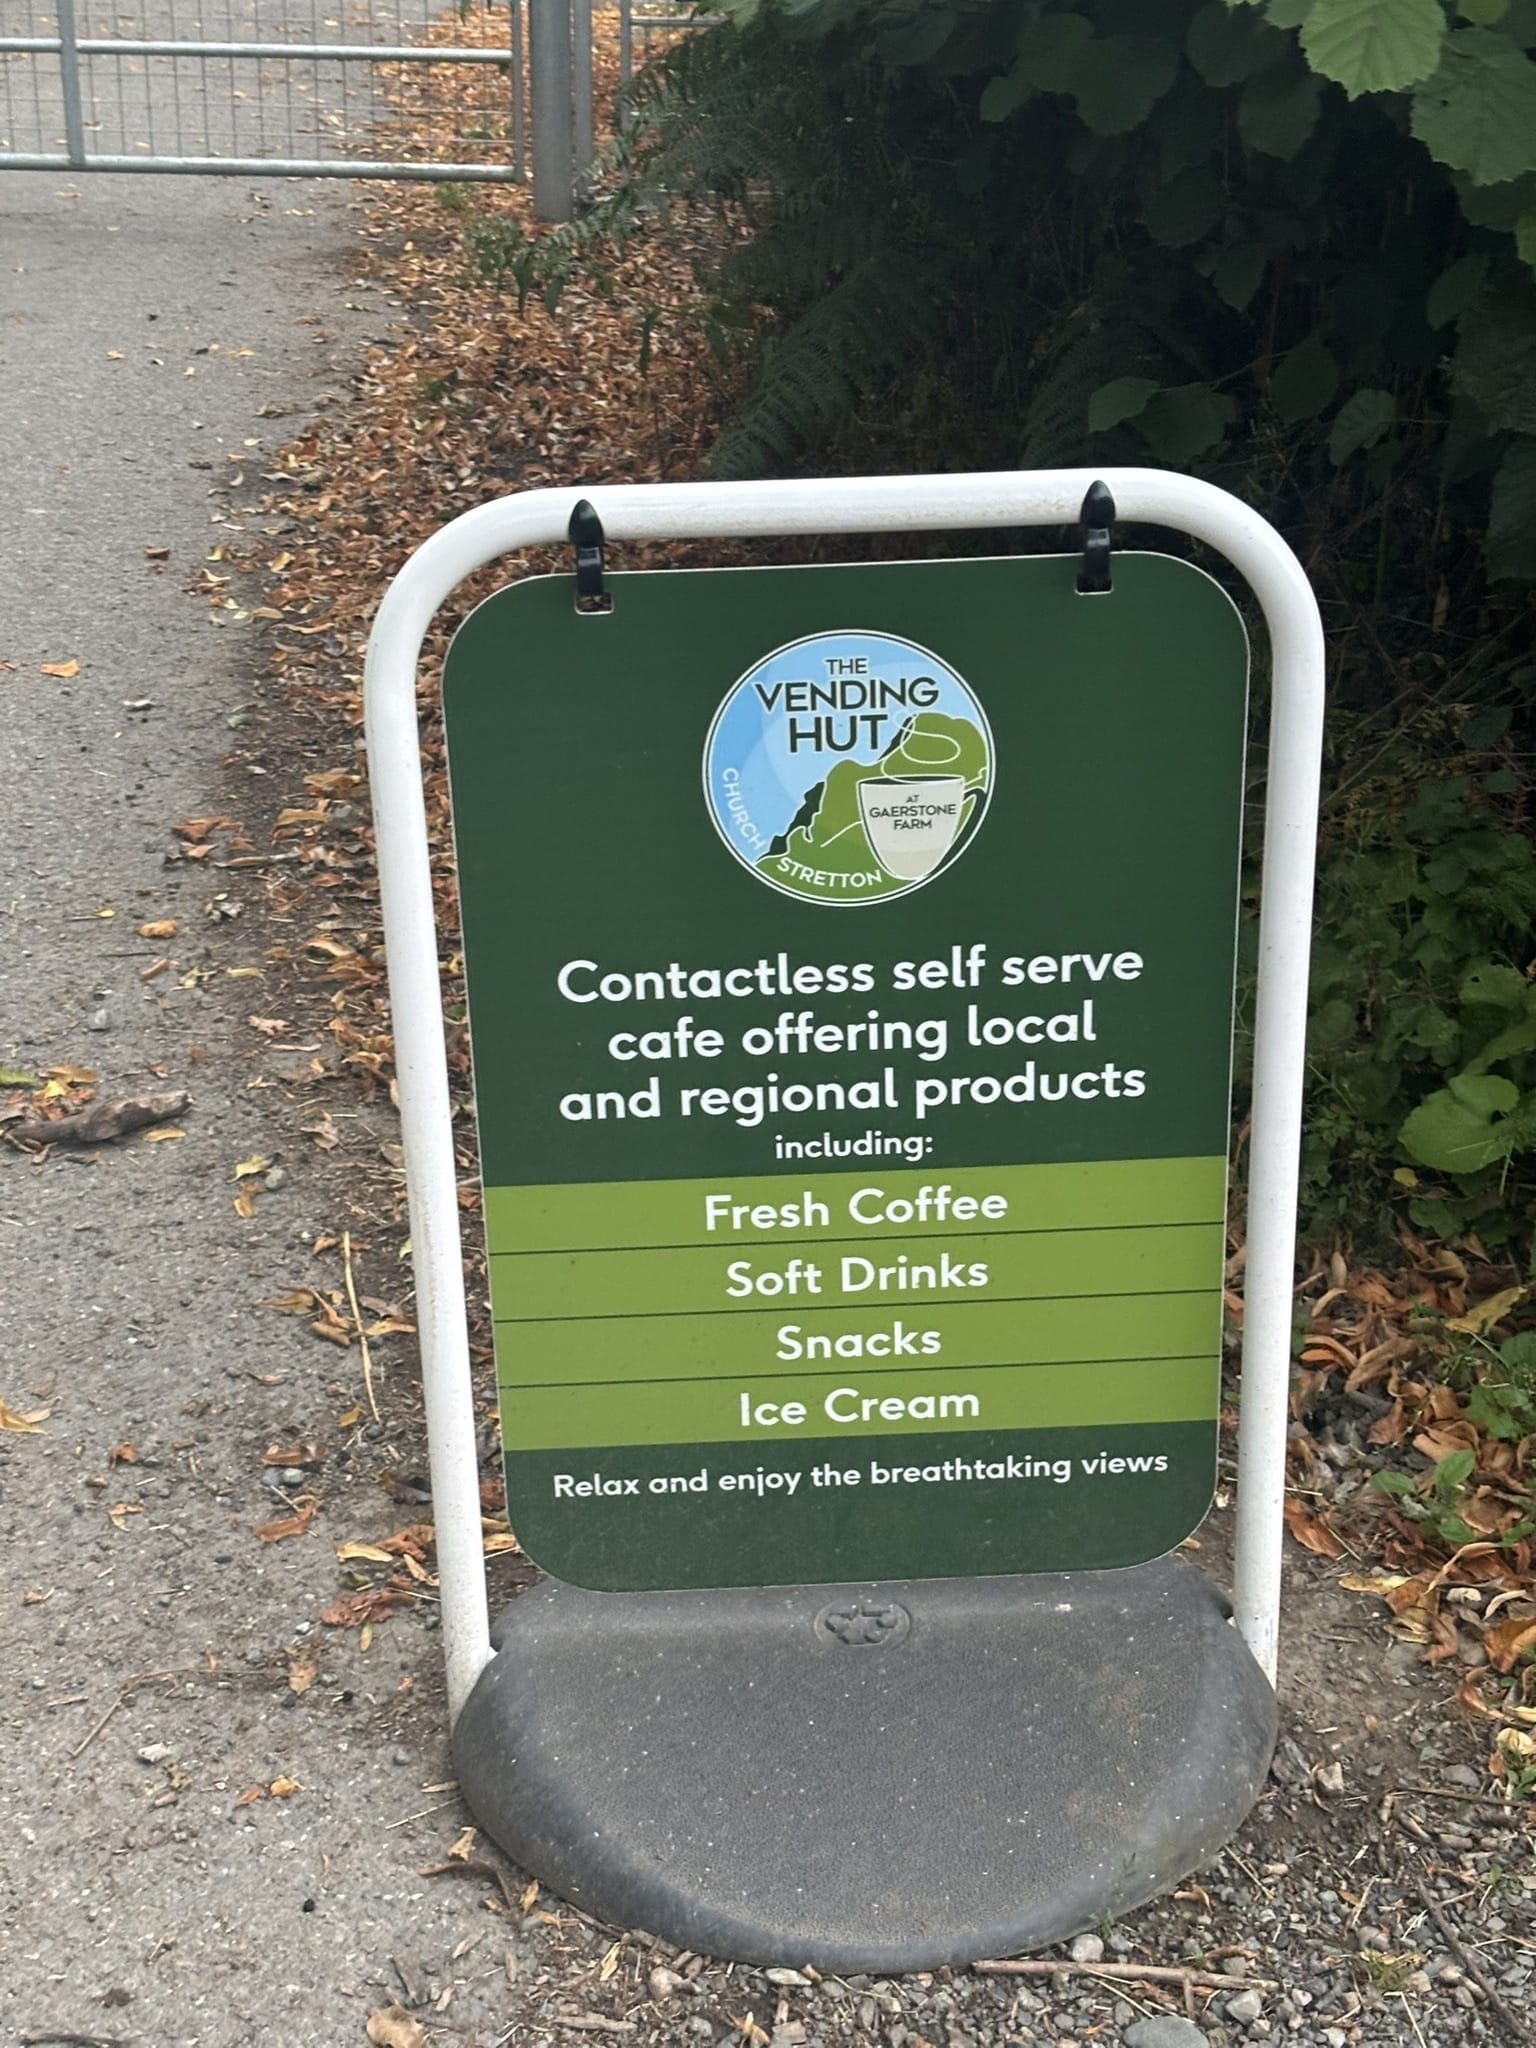 THE
VENDING
HUT
AT
GAERSTONE
FARM
CHURCH
STRETTON
Contactless self serve
cafe offering local
and regional products
including:
Fresh Coffee
Soft Drinks
Snacks
Ice Cream
Relax and enjoy the breathtaking views